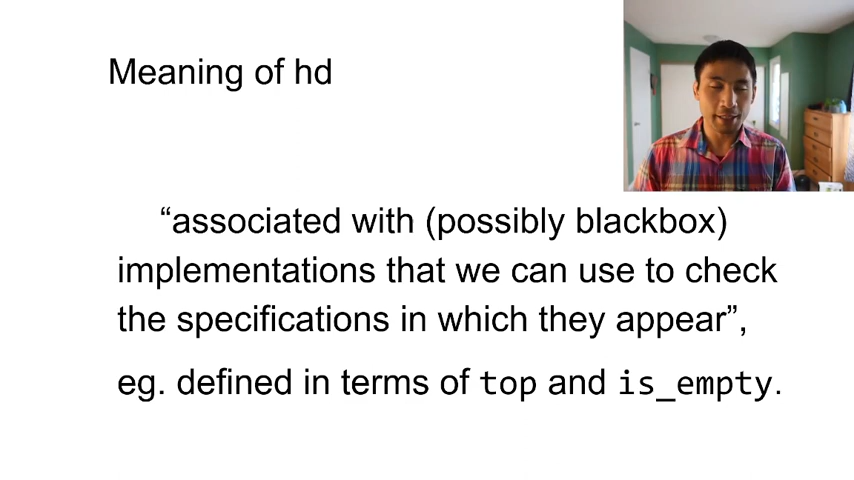 Meaning of hd
“associated with (possibly blackbox)
implementations that we can use to check
the specifications in which they appear”,
eg. defined in terms of top and is_empty.